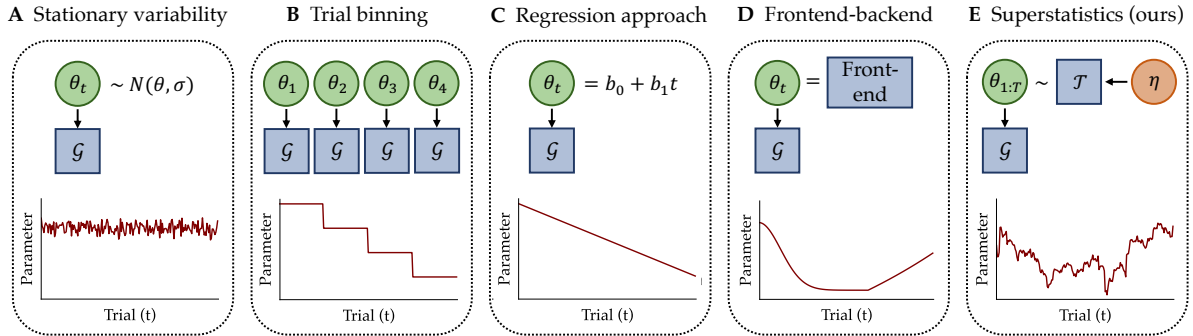 A Stationary variability
θt ~ N(θ, σ)
𝒢
Parameter
Trial (t)
B Trial binning
θ1 θ2 θ3 θ4
𝒢 𝒢 𝒢 𝒢
Parameter
Trial (t)
C Regression approach
θt = b0 + b1t
𝒢
Parameter
Trial (t)
D Frontend-backend
θt = Front-
end
𝒢
Parameter
Trial (t)
E Superstatistics (ours)
θ1:T ~ 𝒯 η
𝒢
Parameter
Trial (t)